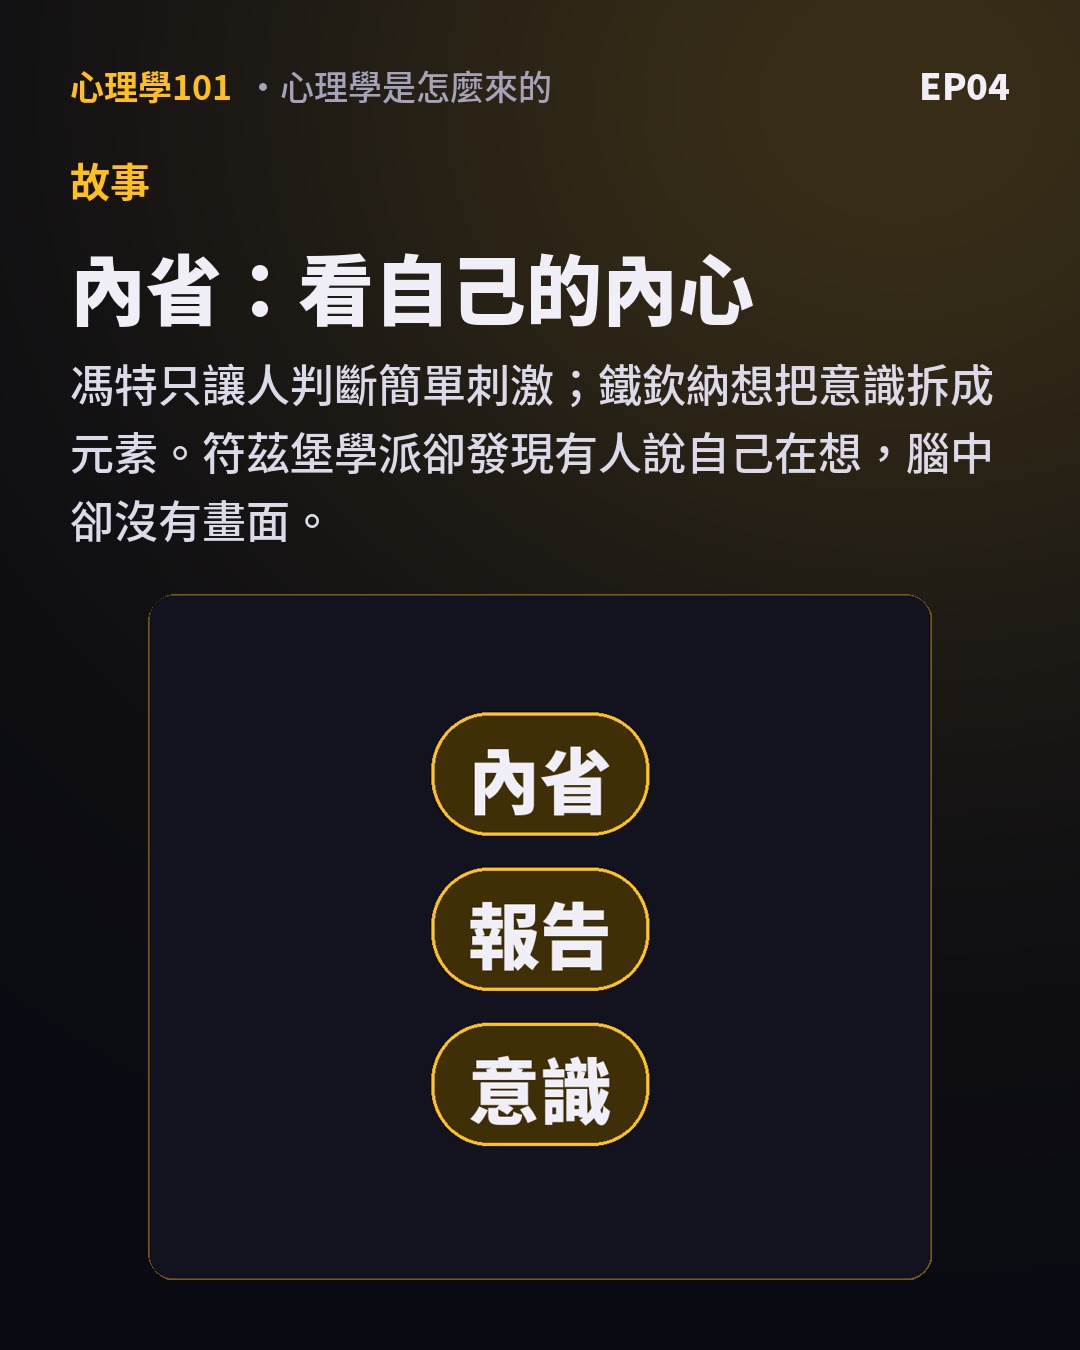 心理學101 ・心理學是怎麼來的
EP04
故事
內省：看自己的內心
馮特只讓人判斷簡單刺激；鐵欽納想把意識拆成
元素。符茲堡學派卻發現有人說自己在想，腦中
卻沒有畫面。
內省
報告
意識